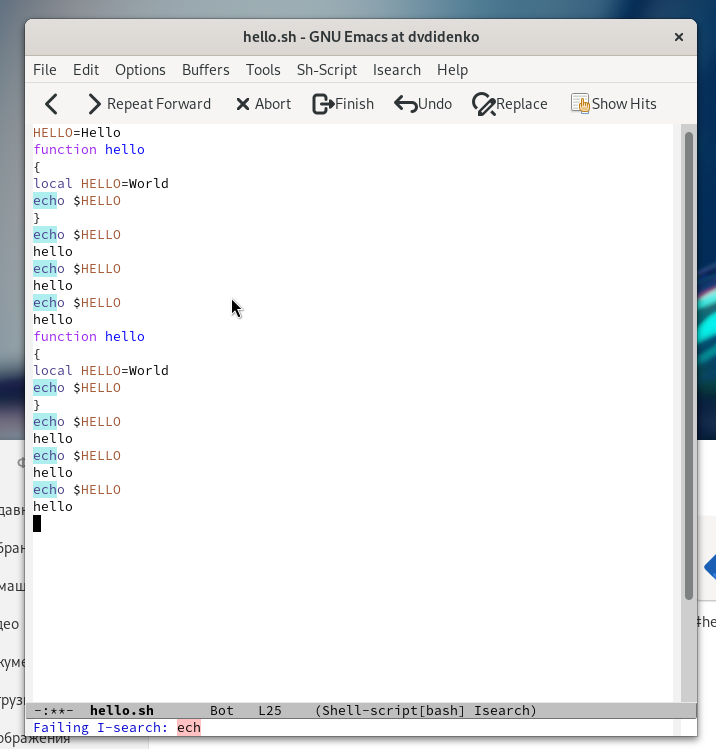 hello.sh - GNU Emacs at dvdidenko
File Edit Options Buffers Tools Sh-Script Isearch Help
Repeat Forward Abort Finish Undo Replace Show Hits
HELLO=Hello
function hello
{
local HELLO=World
echo $HELLO
}
echo $HELLO
hello
echo $HELLO
hello
echo $HELLO
hello
function hello
{
local HELLO=World
echo $HELLO
}
echo $HELLO
hello
echo $HELLO
hello
echo $HELLO
hello
-:**- hello.sh Bot L25 (Shell-script[bash] Isearch)
Failing I-search: ech